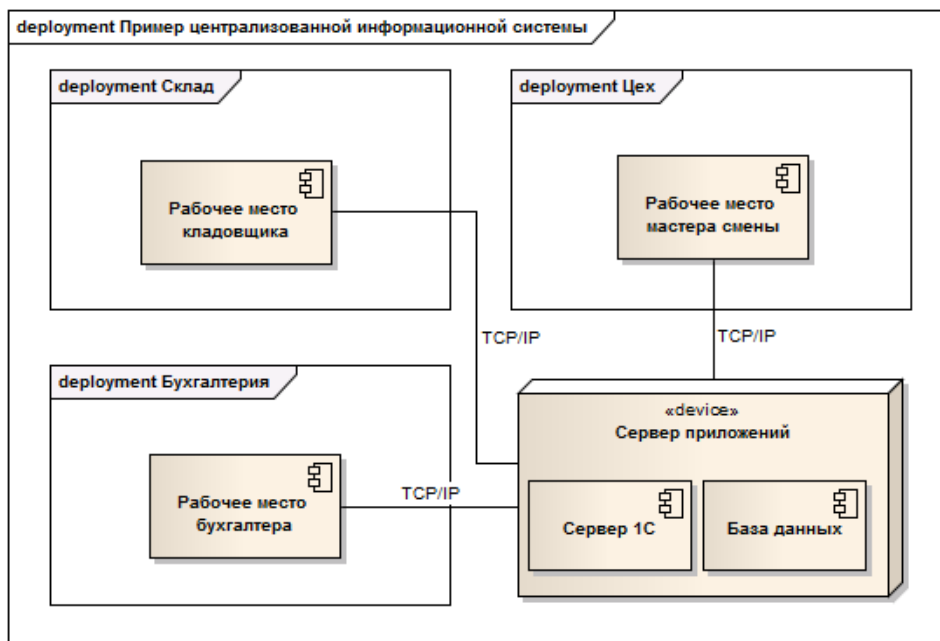 deployment Пример централизованной информационной системы
deployment Склад
Рабочее место
кладовщика
deployment Цех
Рабочее место
мастера смены
TCP/IP
TCP/IP
deployment Бухгалтерия
Рабочее место
бухгалтера
TCP/IP
«device»
Сервер приложений
Сервер 1С
База данных